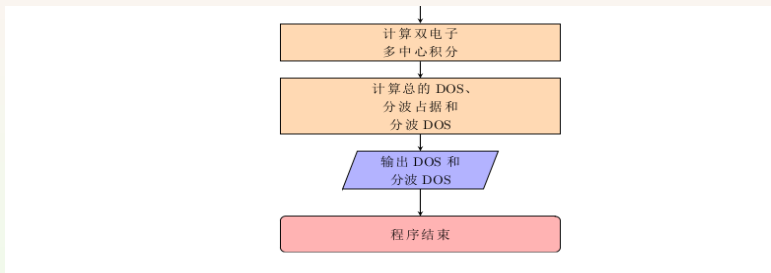 计算双电子
多中心积分
计算总的 DOS、
分波占据和
分波 DOS
输出 DOS 和
分波 DOS
程序结束